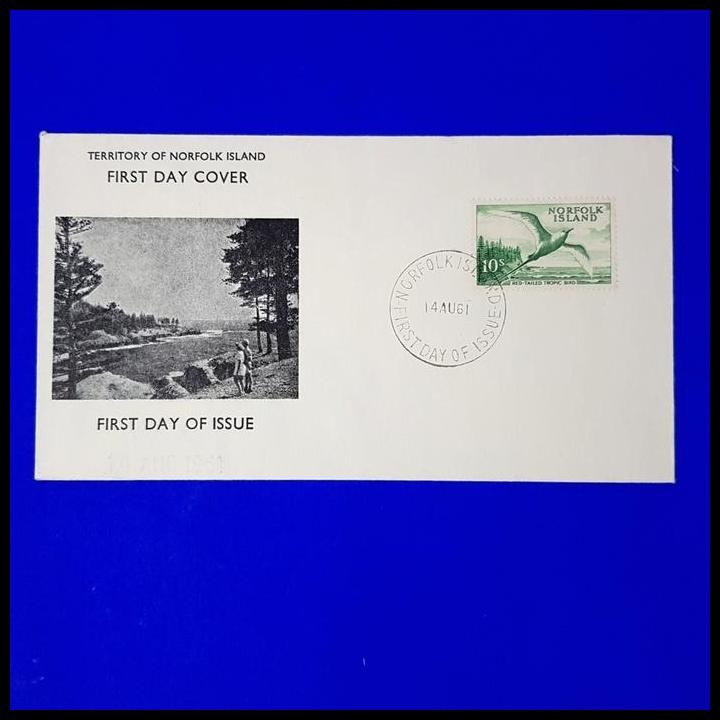 TERRITORY OF NORFOLK ISLAND
FIRST DAY COVER
NORFOLK
ISLAND
10s
RED-TAILED TROPIC BIRD
NORFOLK IS
14AU61
FIRST DAY OF ISSUE
FIRST DAY OF ISSUE